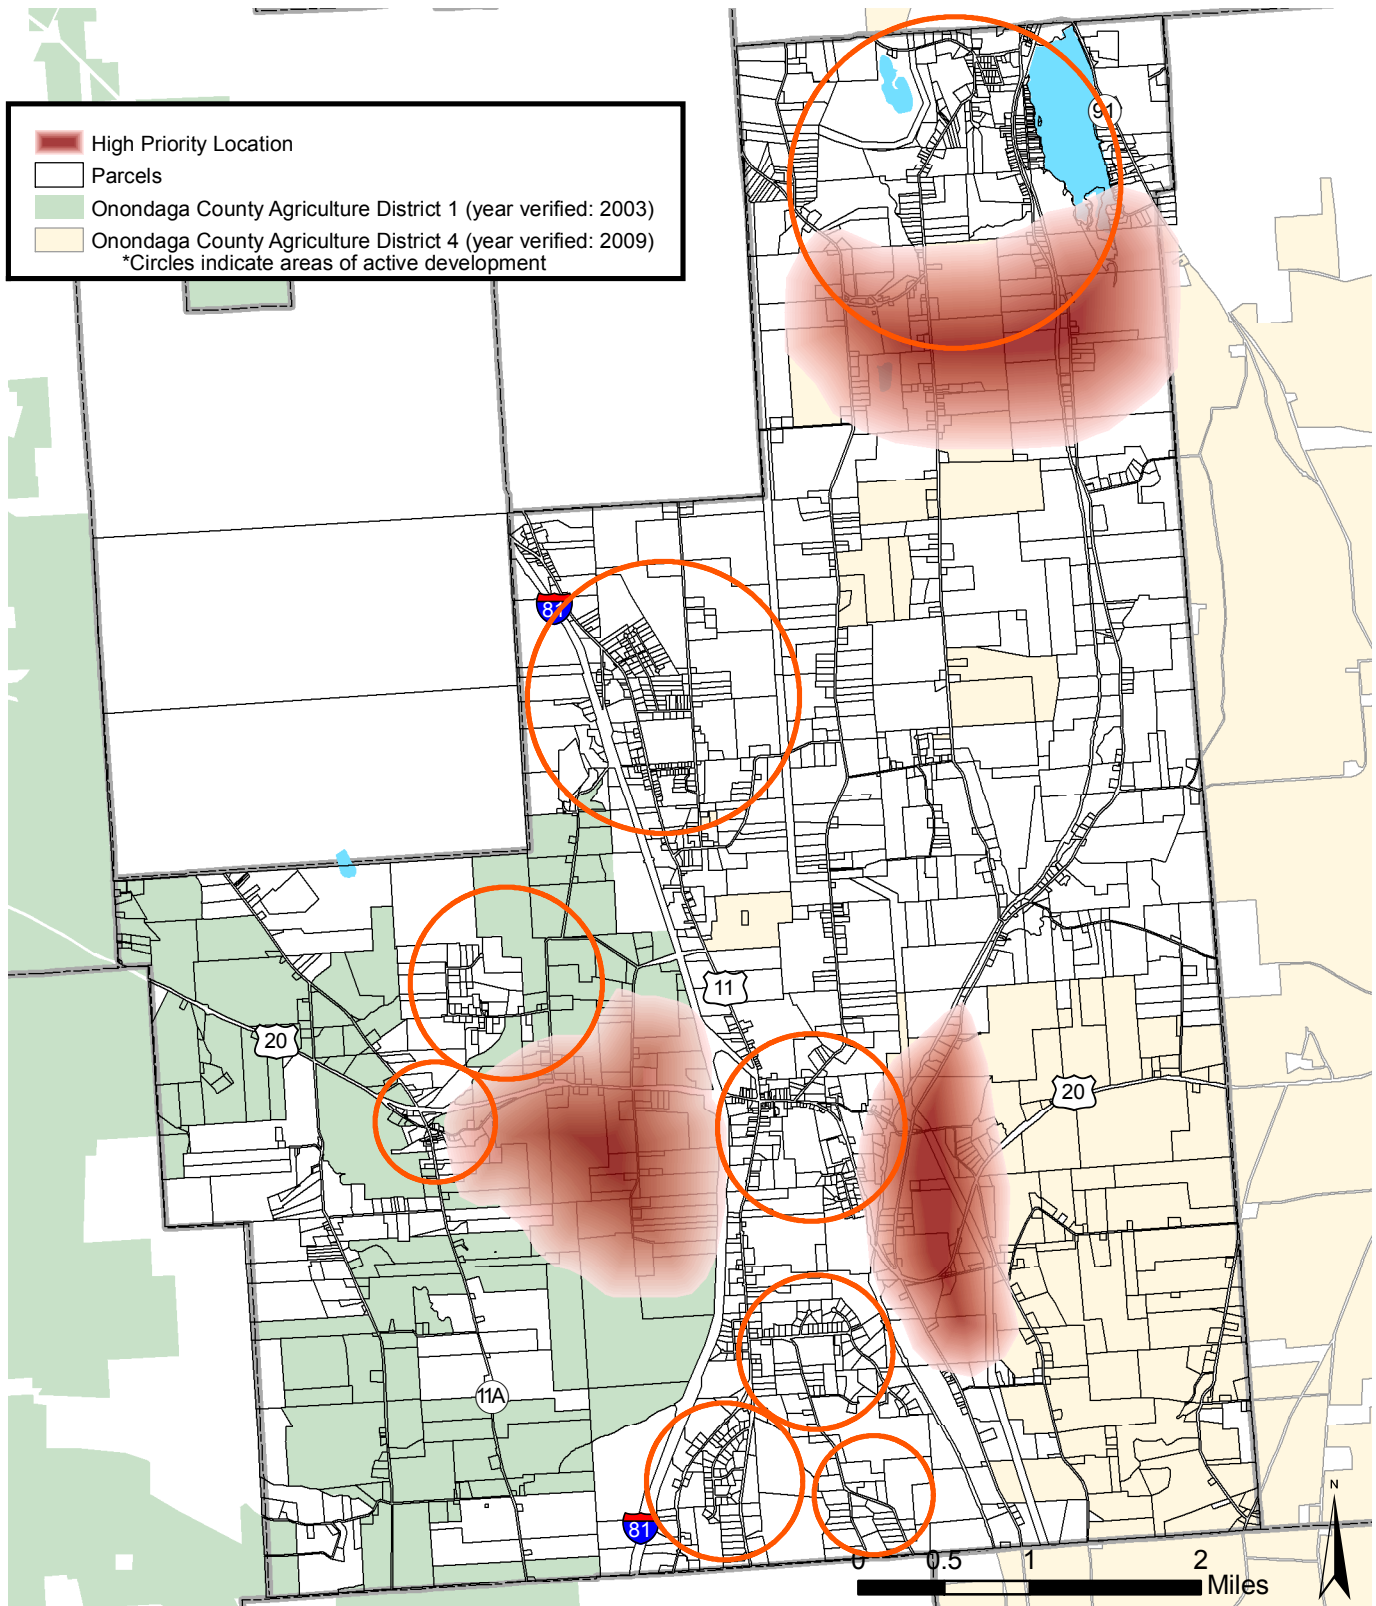 91
High Priority Location
Parcels
Onondaga County Agriculture District 1 (year verified: 2003)
Onondaga County Agriculture District 4 (year verified: 2009)
*Circles indicate areas of active development
81
11
20
20
11A
81
N
0 0.5 1 2
Miles